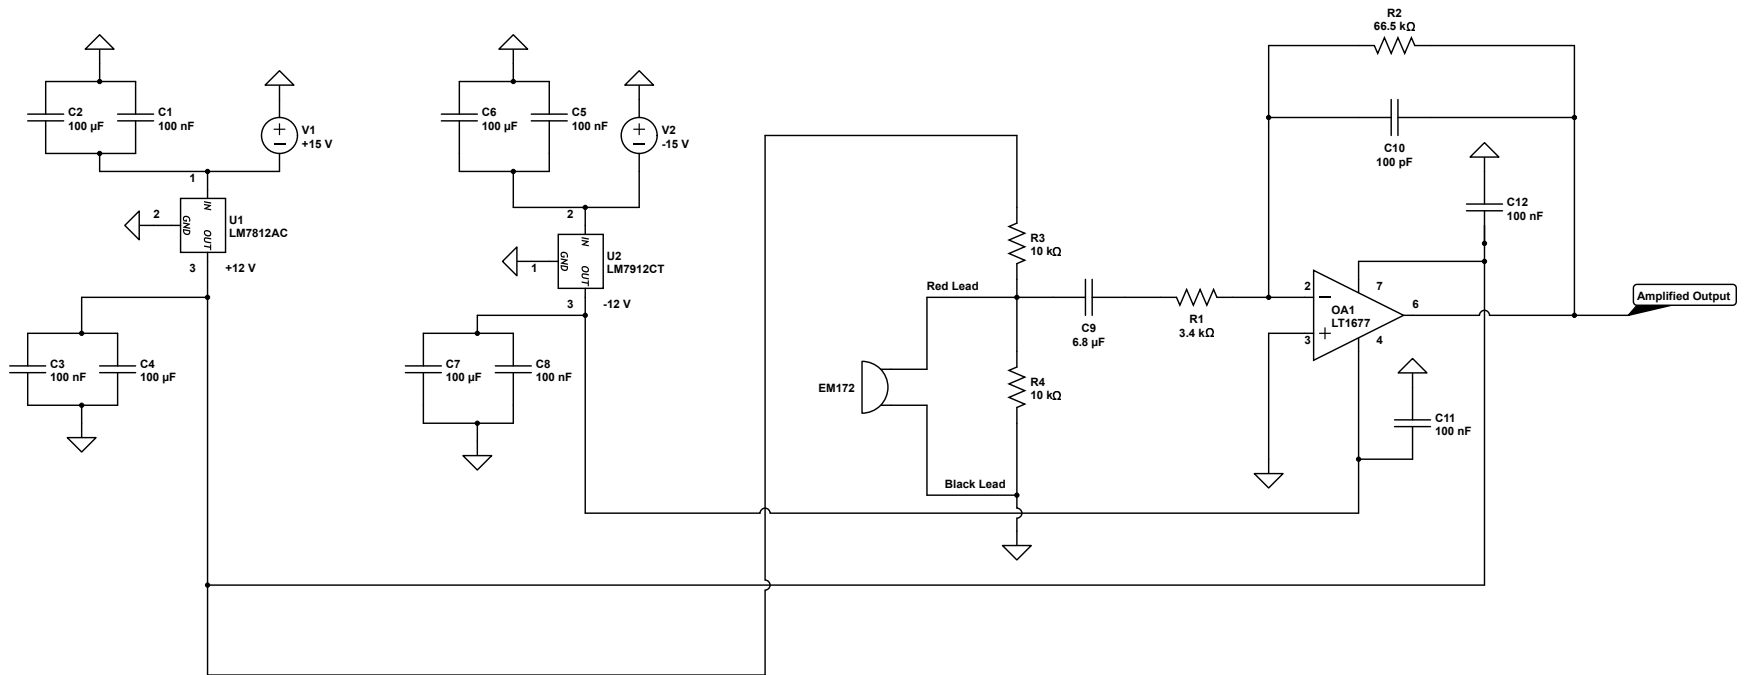 R2
66.5 kΩ
C2
100 µF
C1
100 nF
V1
+15 V
C6
100 µF
C5
100 nF
V2
-15 V
C10
100 pF
1
2
IN
GND
OUT
U1
LM7812AC
3
+12 V
2
1
IN
GND
OUT
U2
LM7912CT
3
-12 V
C12
100 nF
R3
10 kΩ
Red Lead
C9
6.8 µF
R1
3.4 kΩ
2
7
OA1
LT1677
6
3
4
Amplified Output
C3
100 nF
C4
100 µF
C7
100 µF
C8
100 nF
EM172
R4
10 kΩ
C11
100 nF
Black Lead